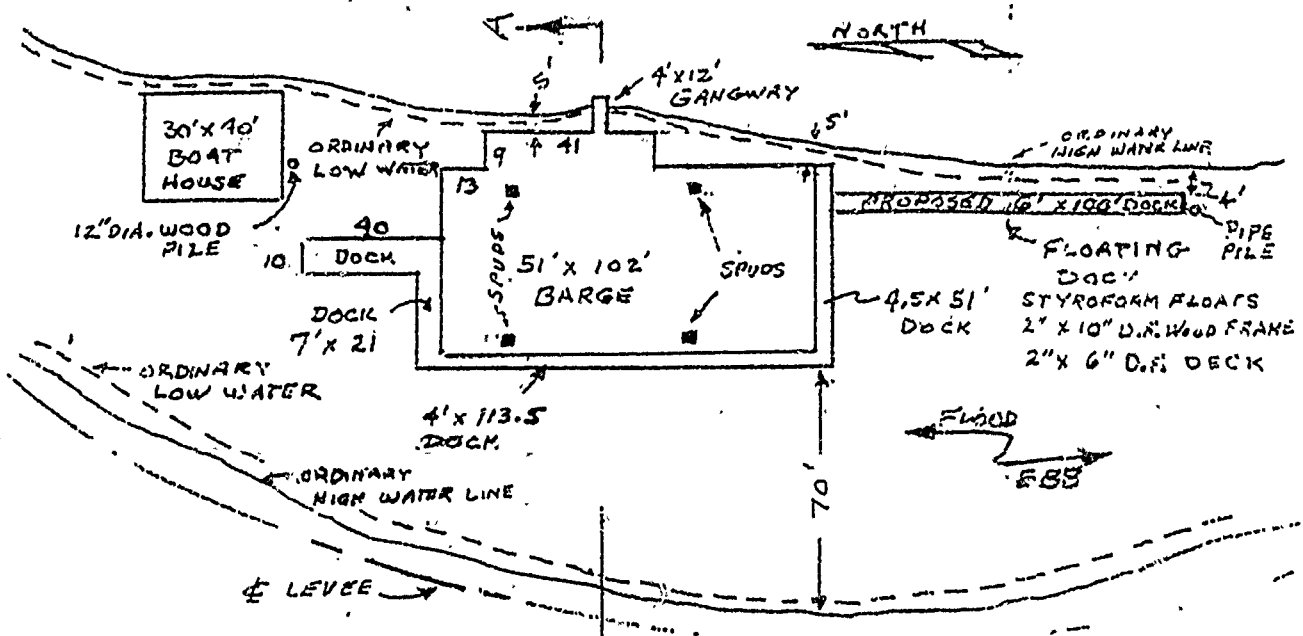 A
NORTH
5'
4'x12'
GANGWAY
30'x40'
BOAT
HOUSE
ORDINARY
LOW WATER
9
41
13
5'
ORDINARY
HIGH WATER LINE
12" DIA. WOOD
PILE
40
10
DOCK
SPUDS
51' x 102'
BARGE
SPUDS
PROPOSED 6' x 100' DOCK
4'
PIPE
PILE
FLOATING
DOCK
STYROFOAM FLOATS
2" x 10" D.F. WOOD FRAME
2" x 6" D.F. DECK
DOCK
7' x 21
4.5 x 51'
DOCK
ORDINARY
LOW WATER
4' x 113.5
DOCK
FLOOD
EBB
70'
ORDINARY
HIGH WATER LINE
℄ LEVEE